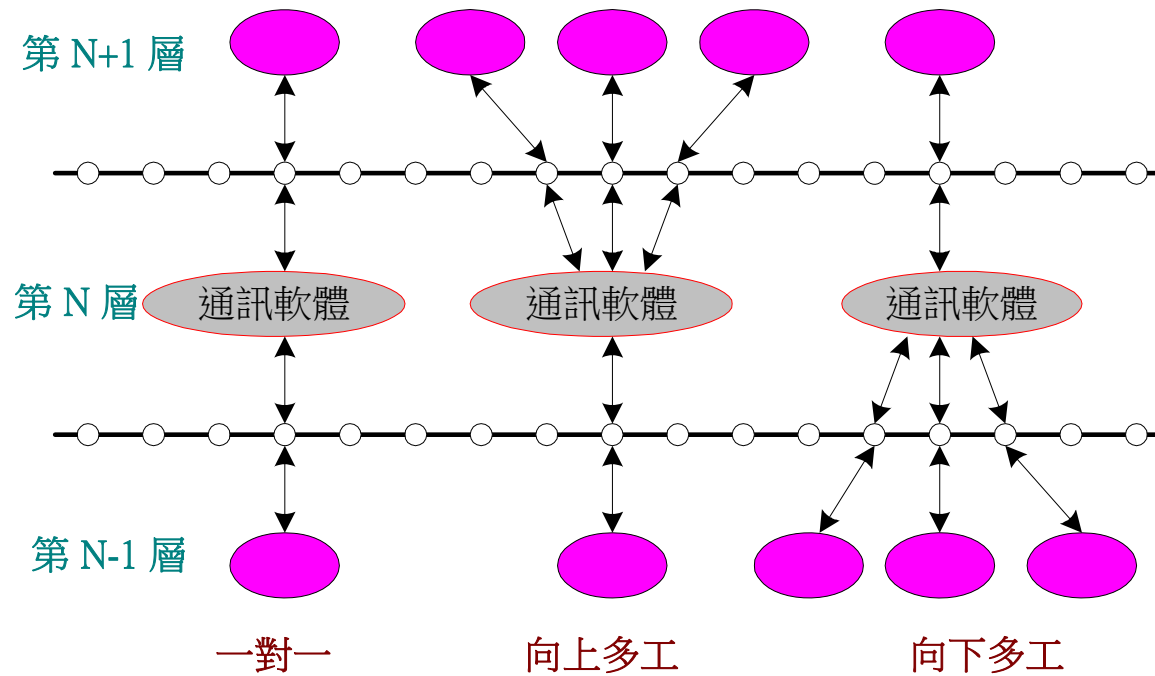 第 N+1 層
第 N 層
通訊軟體
通訊軟體
通訊軟體
第 N-1 層
一對一
向上多工
向下多工